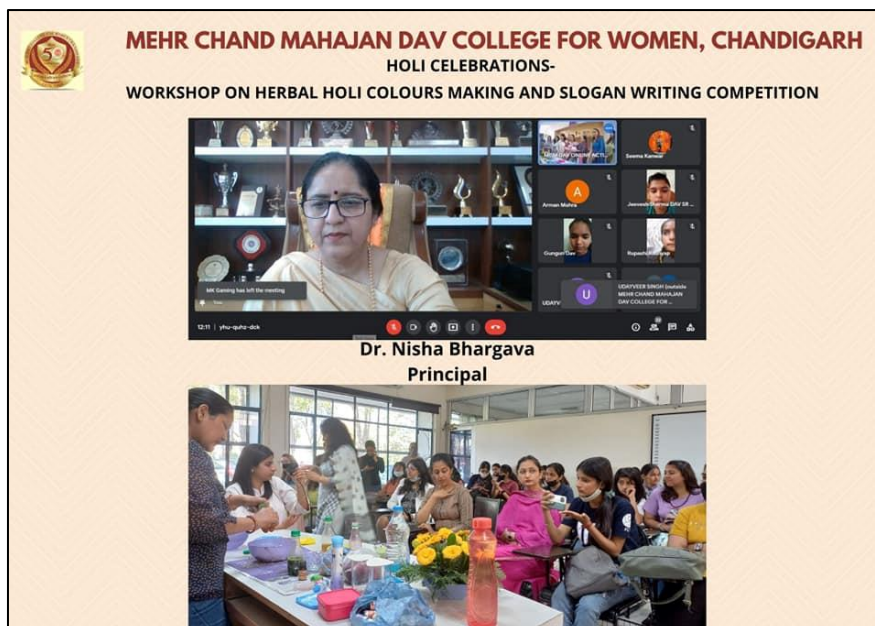 MEHR CHAND MAHAJAN DAV COLLEGE FOR WOMEN, CHANDIGARH
HOLI CELEBRATIONS-
WORKSHOP ON HERBAL HOLI COLOURS MAKING AND SLOGAN WRITING COMPETITION
Seema Kanwar
Arman Mehra
A
Gungun Dav
U
UDAYVEER SINGH (outside
MEHR CHAND MAHAJAN
DAV COLLEGE FOR ...
MK Gaming has left the meeting
12:11 | yhu-quhz-dck
Dr. Nisha Bhargava
Principal